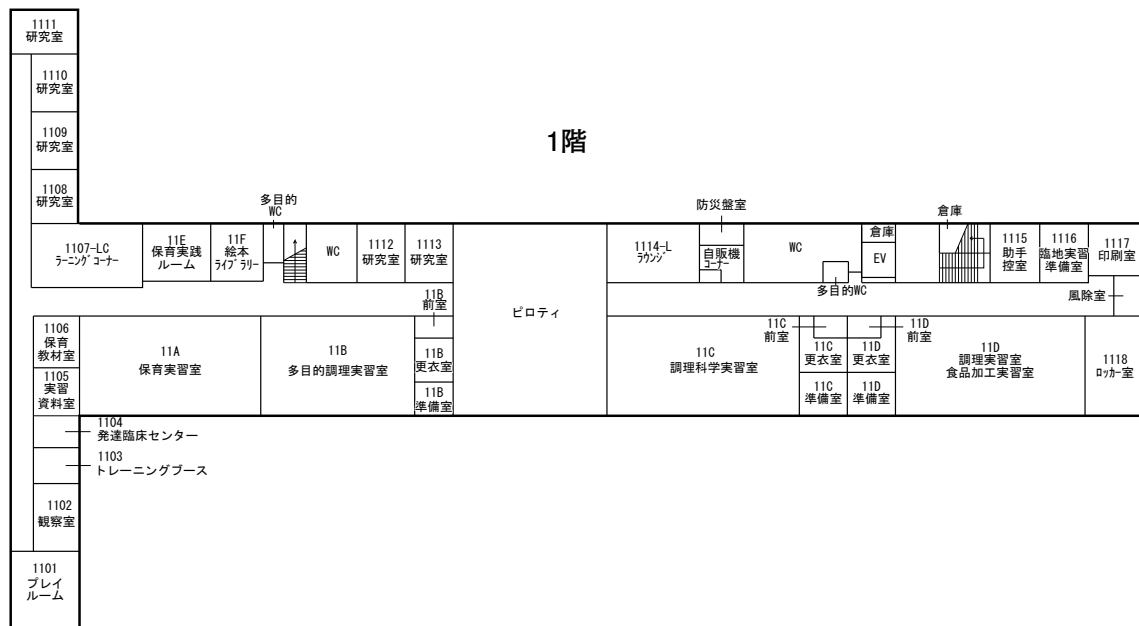 1階
1111
研究室
1110
研究室
1109
研究室
1108
研究室
1107-LC
ﾗｰﾆﾝｸﾞｺｰﾅｰ
11E
保育実践
ルーム
11F
絵本
ﾗｲﾌﾞﾗﾘｰ
多目的
WC
WC
1112
研究室
1113
研究室
11B
前室
1106
保育
教材室
1105
実習
資料室
11A
保育実習室
11B
多目的調理実習室
11B
更衣室
11B
準備室
1104
発達臨床センター
1103
トレーニングブース
1102
観察室
1101
プレイ
ルーム
ピロティ
1114-L
ﾗｳﾝｼﾞ
防災盤室
自販機
ｺｰﾅｰ
WC
多目的WC
倉庫
EV
倉庫
1115
助手
控室
1116
臨地実習
準備室
1117
印刷室
風除室
11C
調理科学実習室
11C
前室
11D
前室
11C
更衣室
11D
更衣室
11C
準備室
11D
準備室
11D
調理実習室
食品加工実習室
1118
ﾛｯｶｰ室